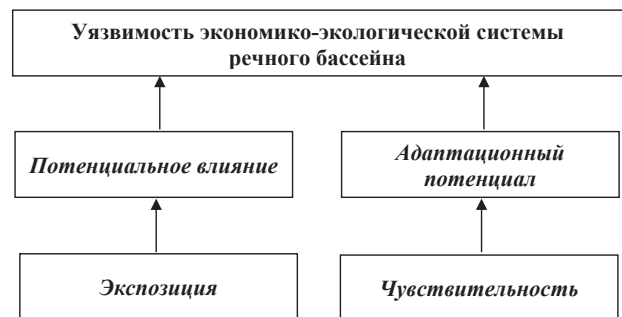 Уязвимость экономико-экологической системы
речного бассейна
Потенциальное влияние
Адаптационный
потенциал
Экспозиция
Чувствительность